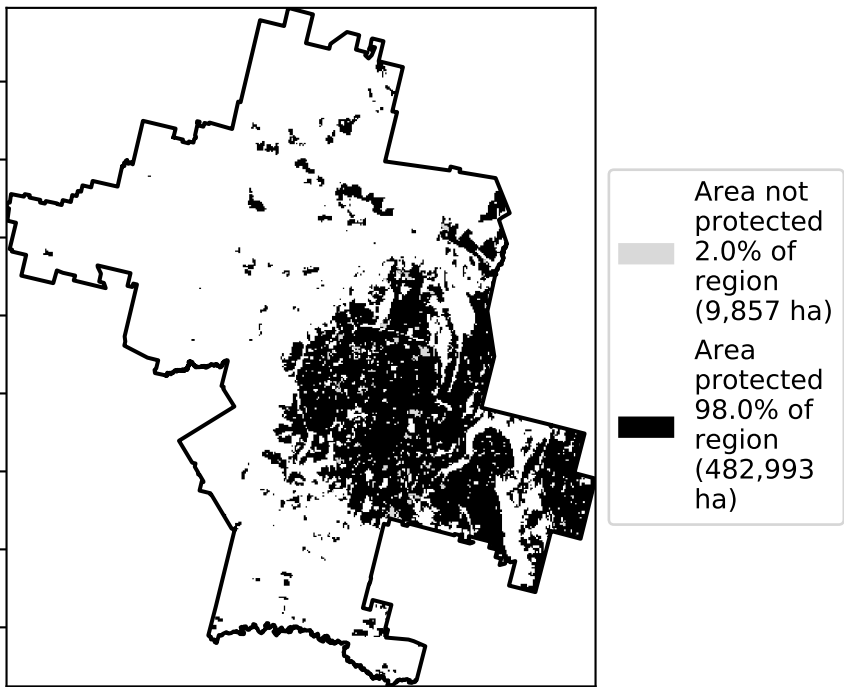 Area not
protected
2.0% of
region
(9,857 ha)
Area
protected
98.0% of
region
(482,993
ha)